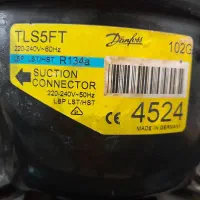 TLS5FT
Danfoss
220-240V~60Hz
102G
LBP LST/HST R134a
SUCTION
CONNECTOR
220-240V~50Hz
LBP LST/HST
4524
CE MADE IN GERMANY